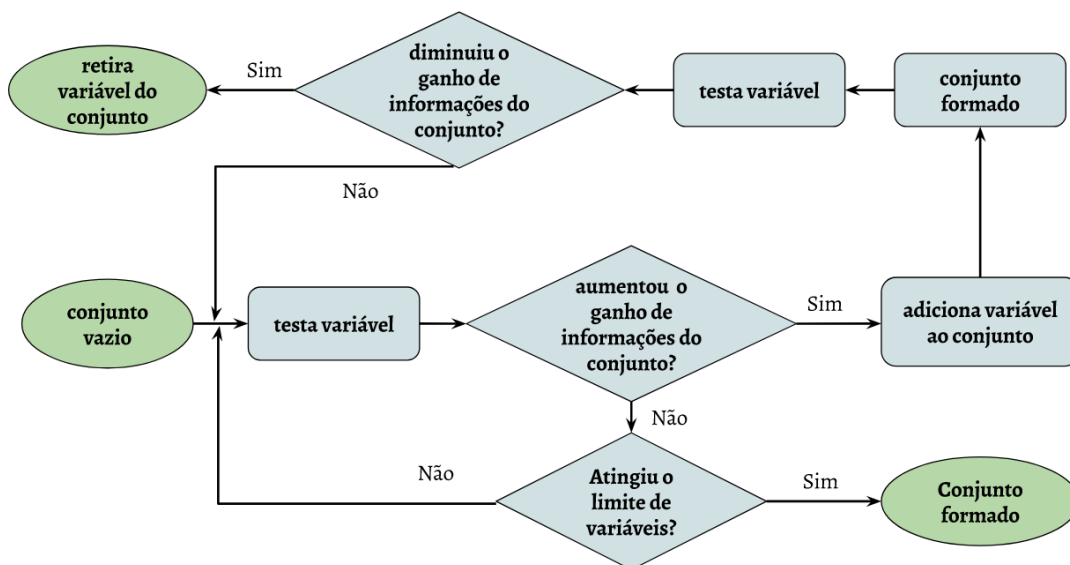 retira
variável do
conjunto
Sim
diminuiu o
ganho de
informações do
conjunto?
testa variável
conjunto
formado
Não
conjunto
vazio
testa variável
aumentou o
ganho de
informações do
conjunto?
Sim
adiciona variável
ao conjunto
Não
Não
Atingiu o
limite de
variáveis?
Sim
Conjunto
formado